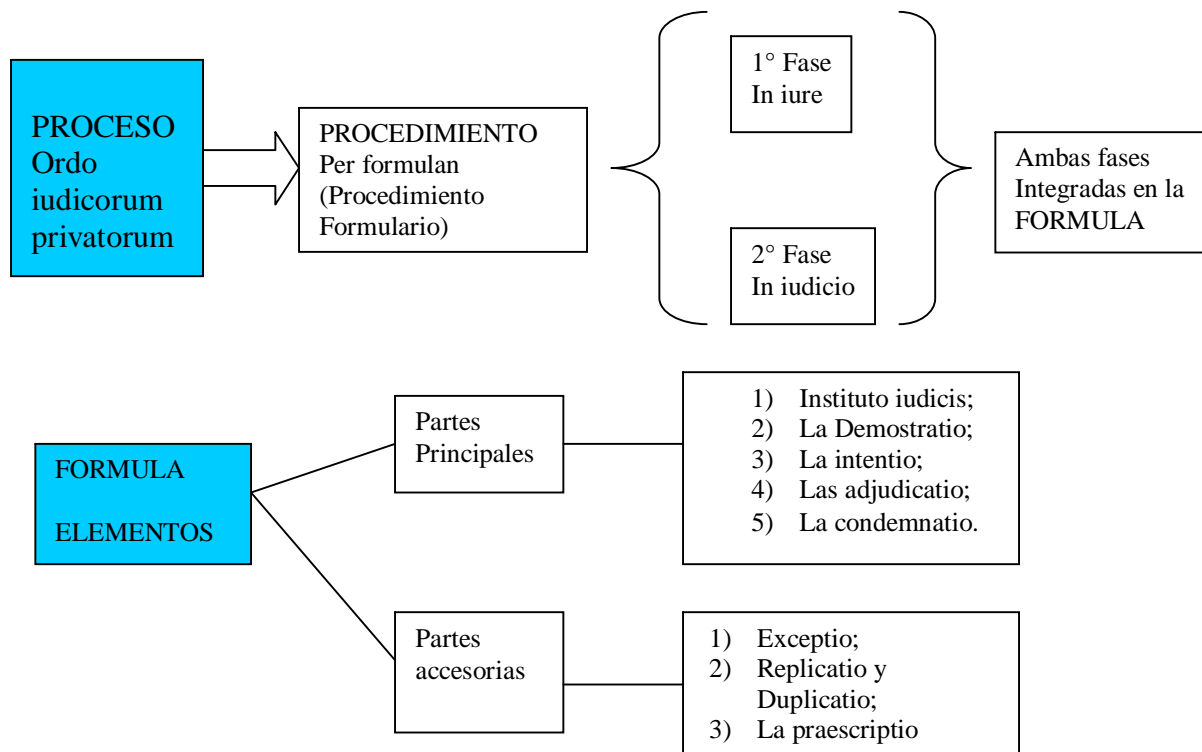 PROCESO
Ordo
iudicorum
privatorum
PROCEDIMIENTO
Per formulan
(Procedimiento
Formulario)
1° Fase
In iure
2° Fase
In iudicio
Ambas fases
Integradas en la
FORMULA
FORMULA
ELEMENTOS
Partes
Principales
1) Instituto iudicis;
2) La Demostratio;
3) La intentio;
4) Las adjudicatio;
5) La condemnatio.
Partes
accesorias
1) Exceptio;
2) Replicatio y
Duplicatio;
3) La praescriptio